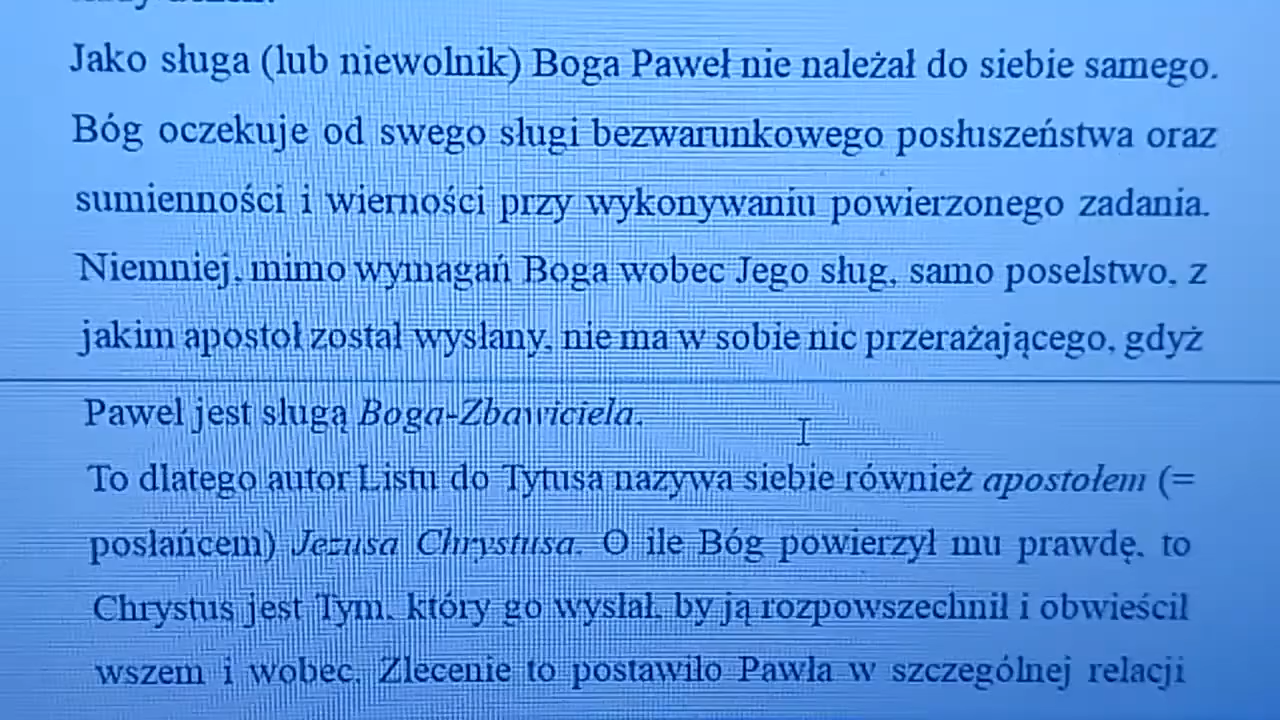 Jako sługa (lub niewolnik) Boga Paweł nie należał do siebie samego.
Bóg oczekuje od swego sługi bezwarunkowego posłuszeństwa oraz
sumienności i wierności przy wykonywaniu powierzonego zadania.
Niemniej, mimo wymagań Boga wobec Jego sług, samo poselstwo, z
jakim apostoł został wysłany, nie ma w sobie nic przerażającego, gdyż
Paweł jest sługą Boga-Zbawiciela.
To dlatego autor Listu do Tytusa nazywa siebie również apostołem (=
posłańcem) Jezusa Chrystusa. O ile Bóg powierzył mu prawdę, to
Chrystus jest Tym, który go wysłał, by ją rozpowszechnił i obwieścił
wszem i wobec. Zlecenie to postawiło Pawła w szczególnej relacji